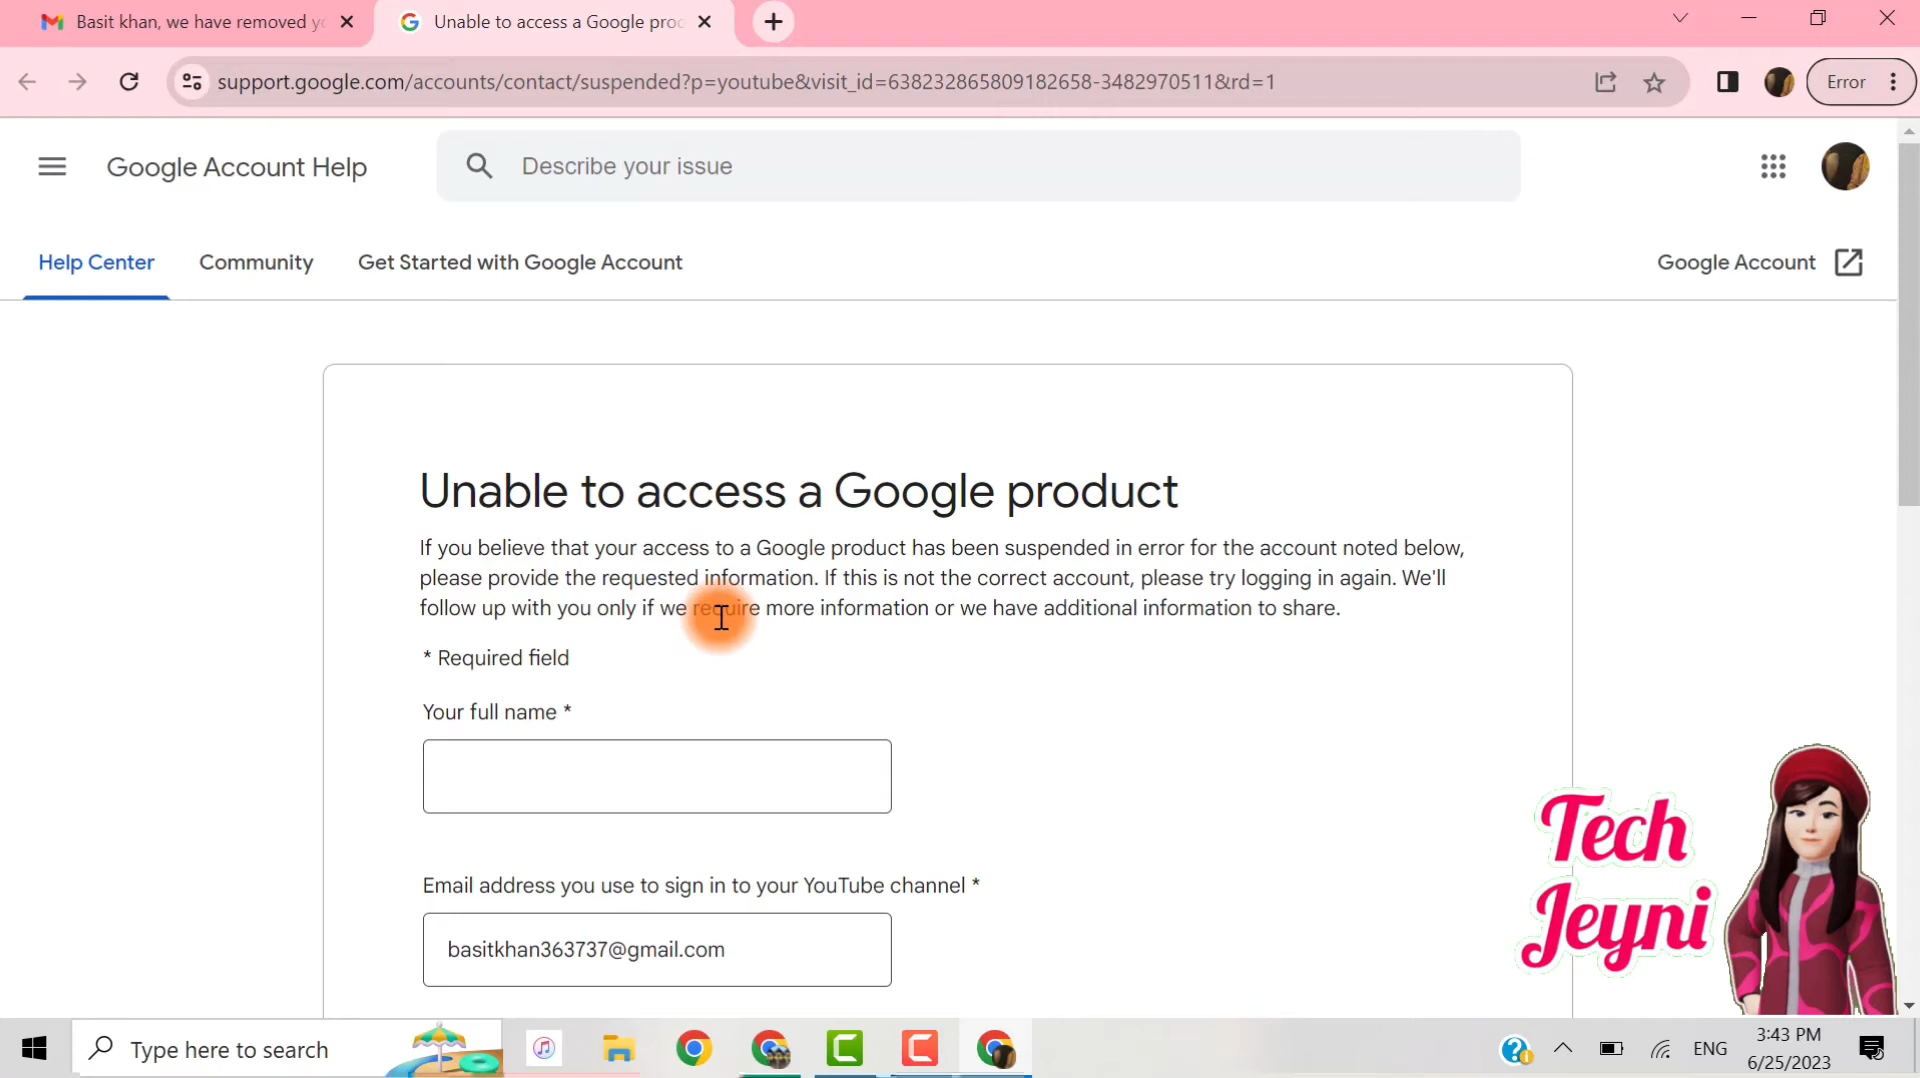 Basit khan, we have removed yo
Unable to access a Google proc
support.google.com/accounts/contact/suspended?p=youtube&visit_id=638232865809182658-3482970511&rd=1
Error
Google Account Help
Describe your issue
Help Center
Community
Get Started with Google Account
Google Account
Unable to access a Google product
If you believe that your access to a Google product has been suspended in error for the account noted below,
please provide the requested information. If this is not the correct account, please try logging in again. We'll
follow up with you only if we require more information or we have additional information to share.
* Required field
Your full name *
Email address you use to sign in to your YouTube channel *
basitkhan363737@gmail.com
Tech
Jeyni
Type here to search
ENG
3:43 PM
6/25/2023